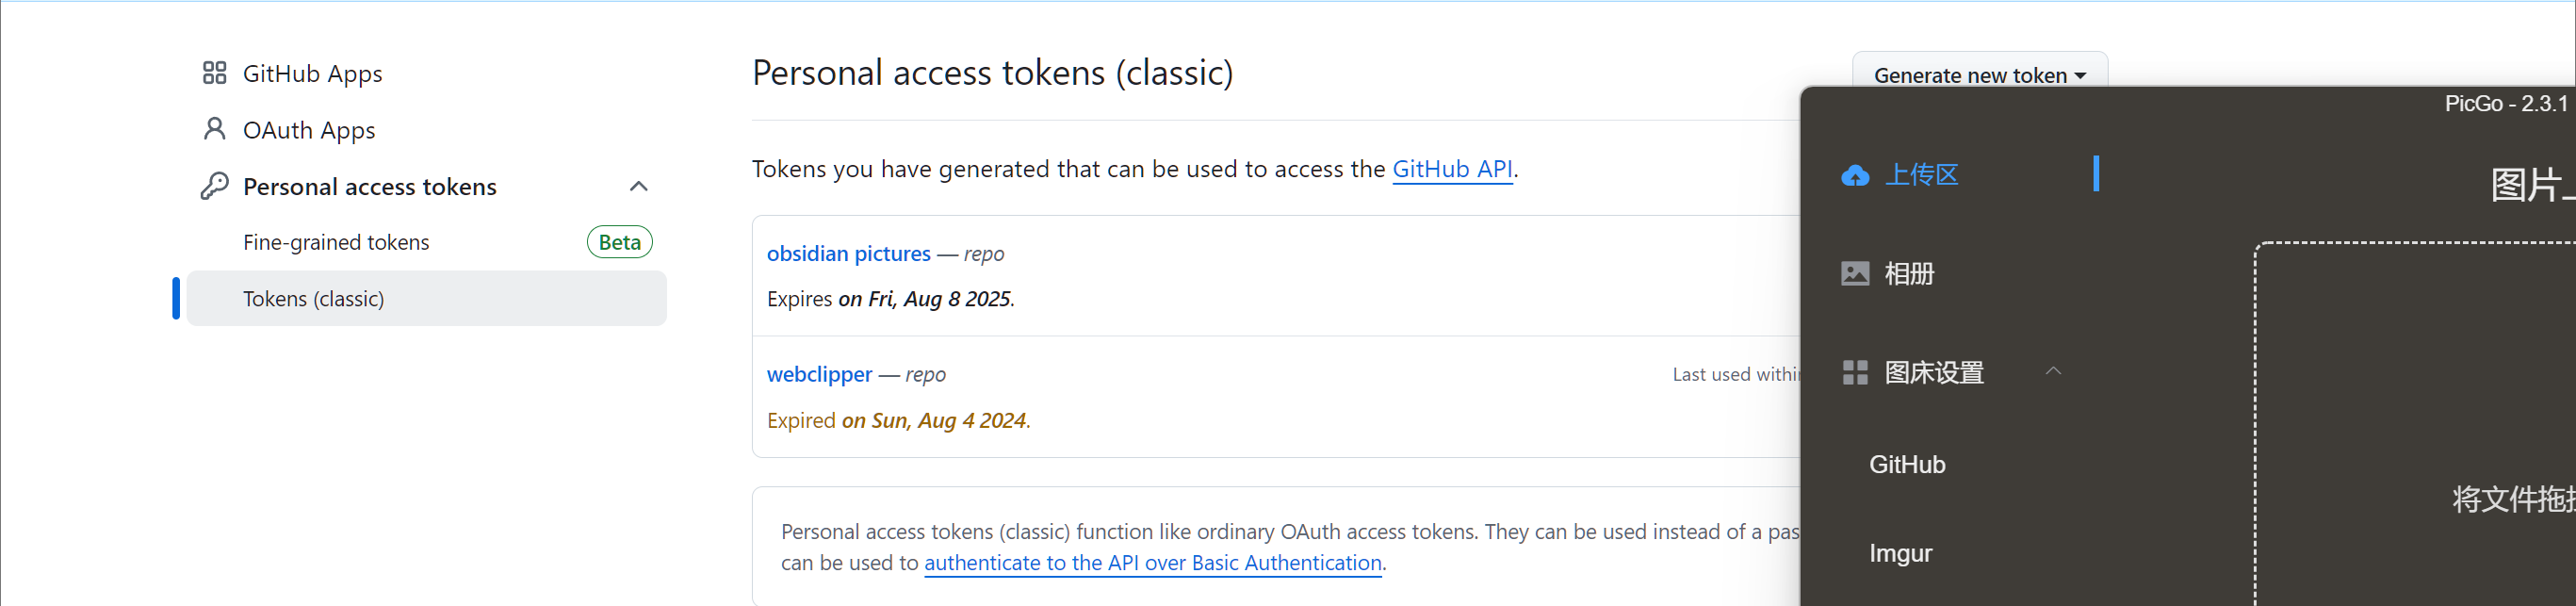 GitHub Apps
OAuth Apps
Personal access tokens
Fine-grained tokens Beta
Tokens (classic)
Personal access tokens (classic)
Generate new token
Tokens you have generated that can be used to access the GitHub API.
obsidian pictures — repo
Expires on Fri, Aug 8 2025.
webclipper — repo
Last used within
Expired on Sun, Aug 4 2024.
Personal access tokens (classic) function like ordinary OAuth access tokens. They can be used instead of a pas
can be used to authenticate to the API over Basic Authentication.
PicGo - 2.3.1
上传区
相册
图床设置
GitHub
Imgur
图片
将文件拖